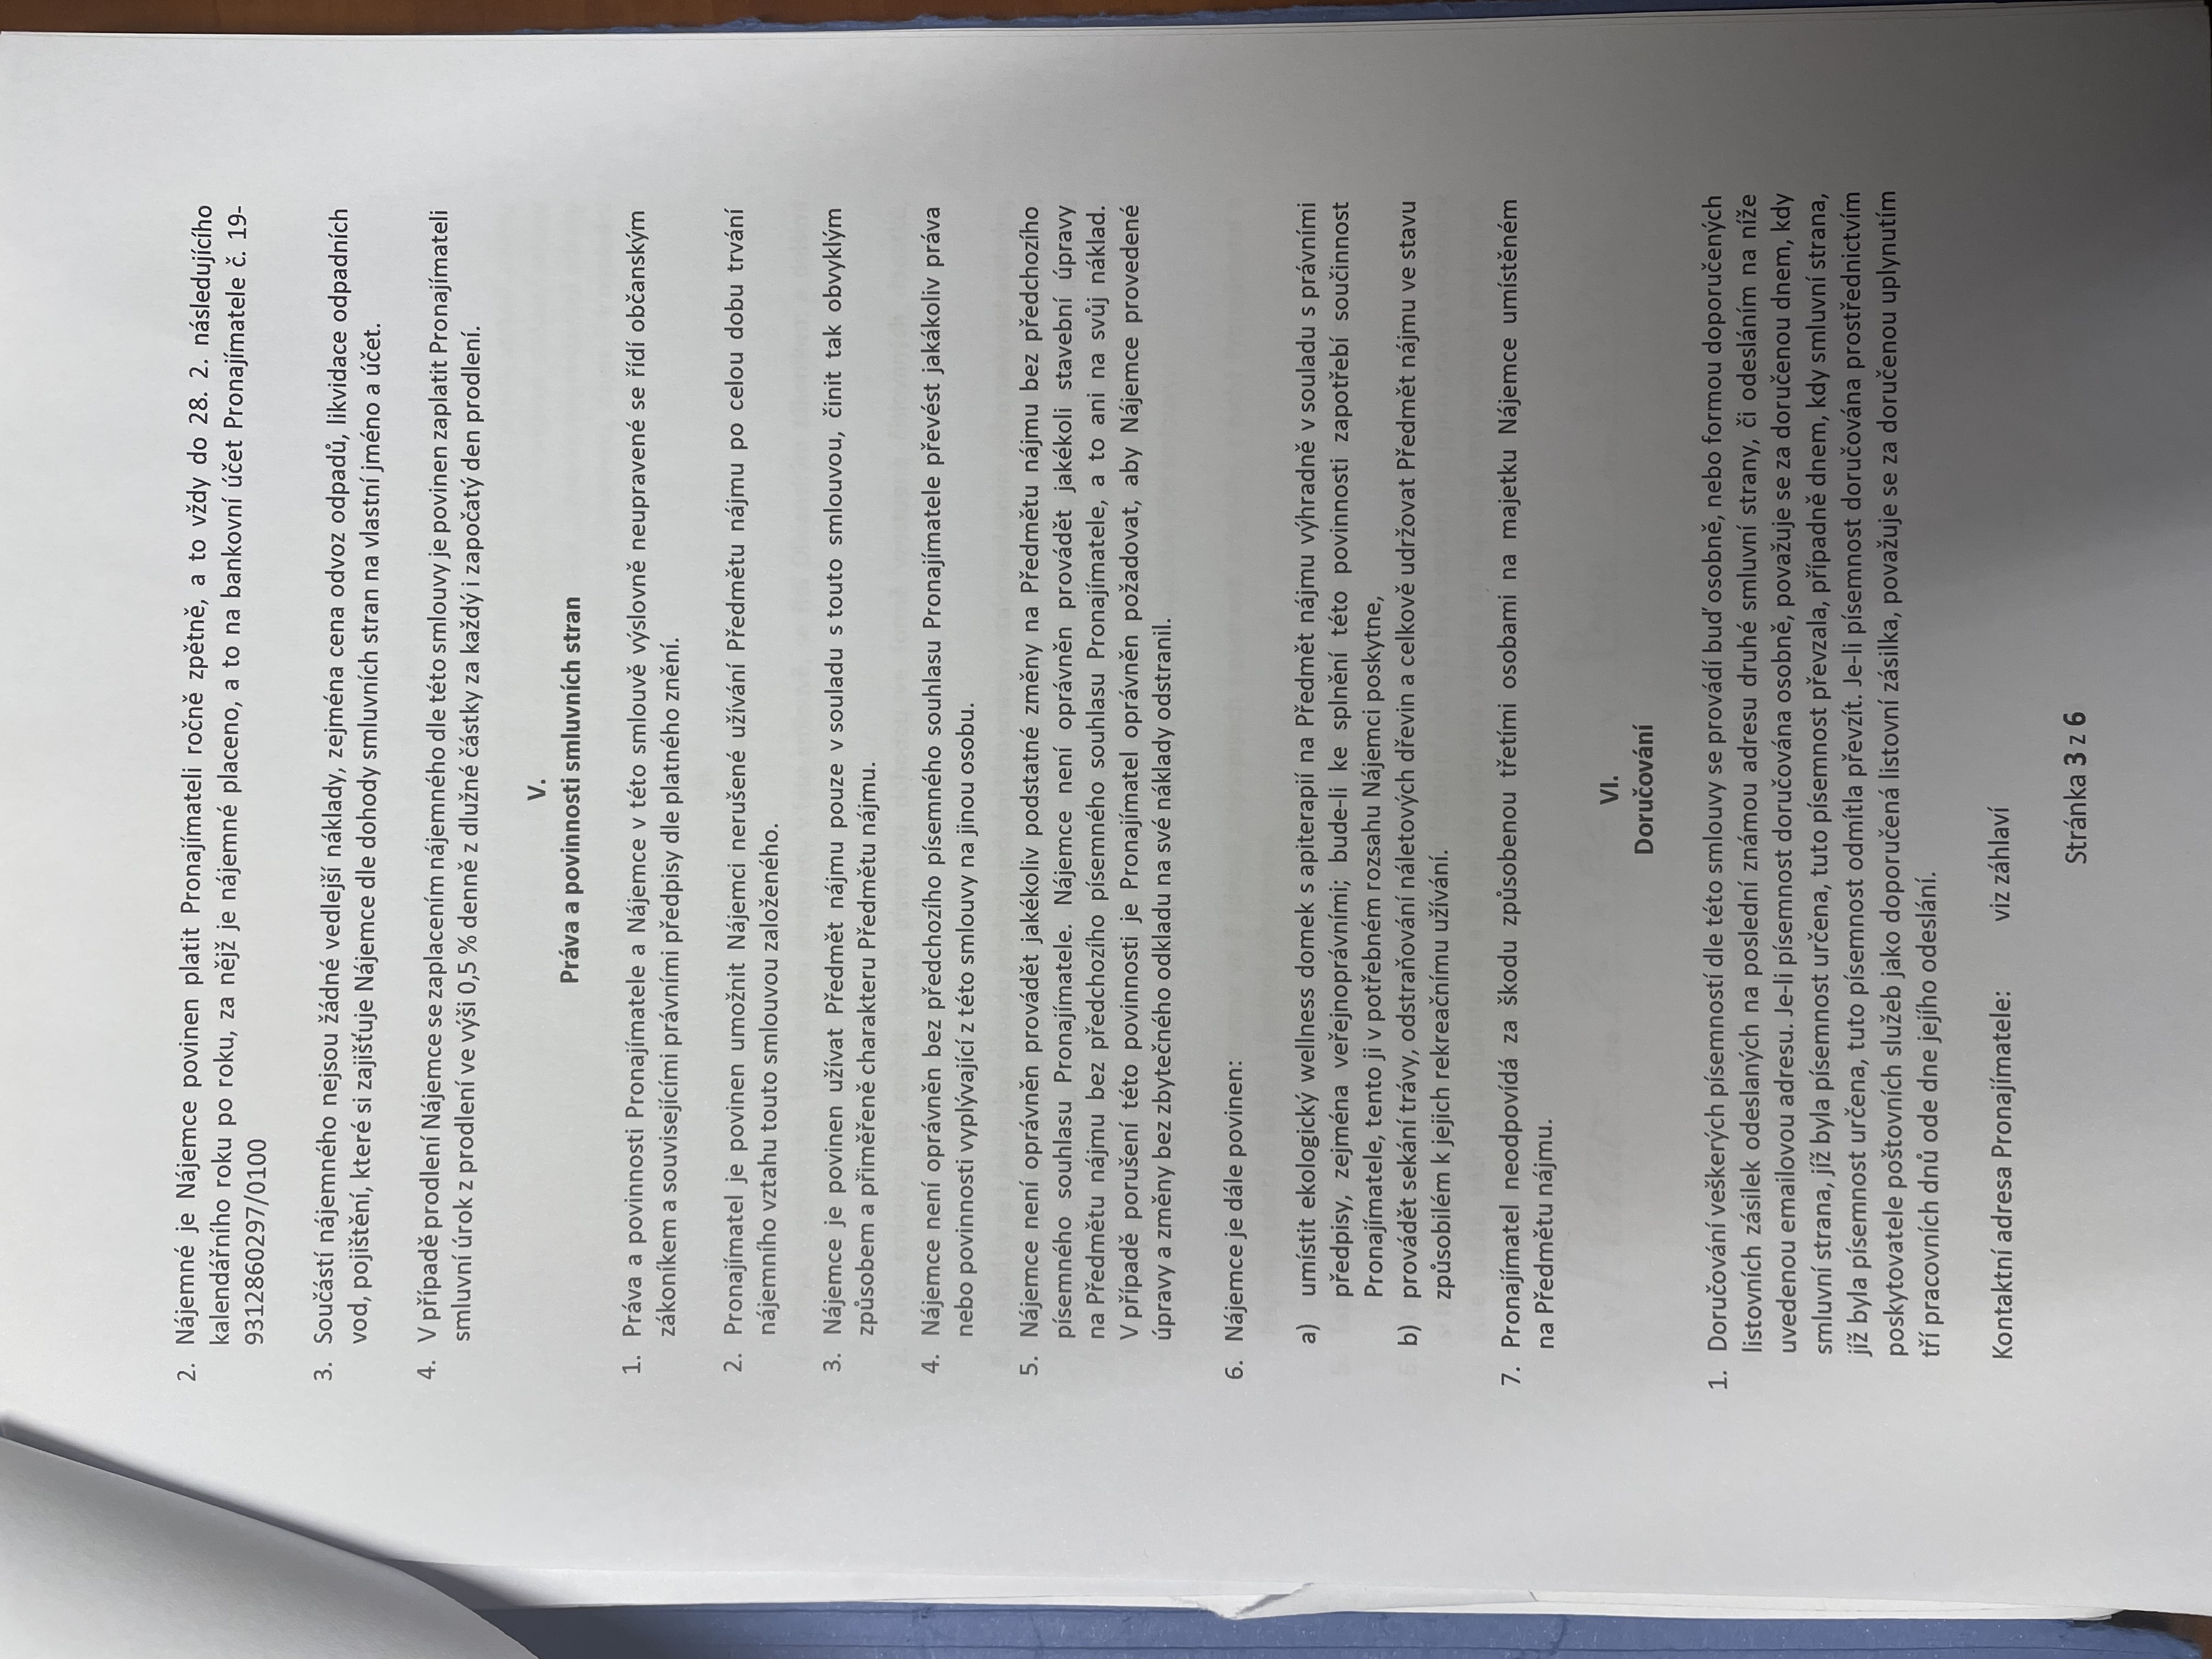 2. Nájemné je Nájemce povinen platit Pronajímateli ročně zpětně, a to vždy do 28. 2. následujícího
kalendářního roku po roku, za nějž je nájemné placeno, a to na bankovní účet Pronajímatele č. 19-
9312860297/0100
3. Součástí nájemného nejsou žádné vedlejší náklady, zejména cena odvoz odpadů, likvidace odpadních
vod, pojištění, které si zajišťuje Nájemce dle dohody smluvních stran na vlastní jméno a účet.
4. V případě prodlení Nájemce se zaplacením nájemného dle této smlouvy je povinen zaplatit Pronajímateli
smluvní úrok z prodlení ve výši 0,5 % denně z dlužné částky za každý i započatý den prodlení.
V.
Práva a povinnosti smluvních stran
1. Práva a povinnosti Pronajímatele a Nájemce v této smlouvě výslovně neupravené se řídí občanským
zákoníkem a souvisejícími právními předpisy dle platného znění.
2. Pronajímatel je povinen umožnit Nájemci nerušené užívání Předmětu nájmu po celou dobu trvání
nájemního vztahu touto smlouvou založeného.
3. Nájemce je povinen užívat Předmět nájmu pouze v souladu s touto smlouvou, činit tak obvyklým
způsobem a přiměřeně charakteru Předmětu nájmu.
4. Nájemce není oprávněn bez předchozího písemného souhlasu Pronajímatele převést jakákoliv práva
nebo povinnosti vyplývající z této smlouvy na jinou osobu.
5. Nájemce není oprávněn provádět jakékoliv podstatné změny na Předmětu nájmu bez předchozího
písemného souhlasu Pronajímatele. Nájemce není oprávněn provádět jakékoli stavební úpravy
na Předmětu nájmu bez předchozího písemného souhlasu Pronajímatele, a to ani na svůj náklad.
V případě porušení této povinnosti je Pronajímatel oprávněn požadovat, aby Nájemce provedené
úpravy a změny bez zbytečného odkladu na své náklady odstranil.
6. Nájemce je dále povinen:
a) umístit ekologický wellness domek s apiterapií na Předmět nájmu výhradně v souladu s právními
předpisy, zejména veřejnoprávními; bude-li ke splnění této povinnosti zapotřebí součinnost
Pronajímatele, tento ji v potřebném rozsahu Nájemci poskytne,
b) provádět sekání trávy, odstraňování náletových dřevin a celkově udržovat Předmět nájmu ve stavu
způsobilém k jejich rekreačnímu užívání.
7. Pronajímatel neodpovídá za škodu způsobenou třetími osobami na majetku Nájemce umístěném
na Předmětu nájmu.
VI.
Doručování
1. Doručování veškerých písemností dle této smlouvy se provádí buď osobně, nebo formou doporučených
listovních zásilek odeslaných na poslední známou adresu druhé smluvní strany, či odesláním na níže
uvedenou emailovou adresu. Je-li písemnost doručována osobně, považuje se za doručenou dnem, kdy
smluvní strana, jíž byla písemnost určena, tuto písemnost převzala, případně dnem, kdy smluvní strana,
jíž byla písemnost určena, tuto písemnost odmítla převzít. Je-li písemnost doručována prostřednictvím
poskytovatele poštovních služeb jako doporučená listovní zásilka, považuje se za doručenou uplynutím
tří pracovních dnů ode dne jejího odeslání.
Kontaktní adresa Pronajímatele: viz záhlaví
Stránka 3 z 6